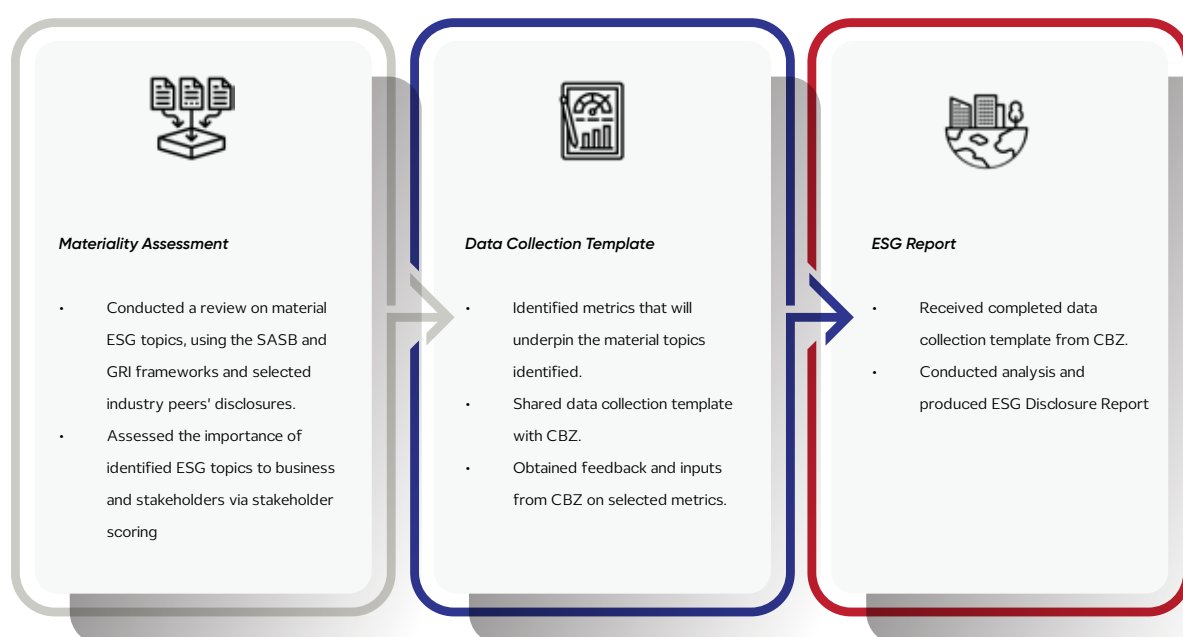 Materiality Assessment
• Conducted a review on material
ESG topics, using the SASB and
GRI frameworks and selected
industry peers' disclosures.
• Assessed the importance of
identified ESG topics to business
and stakeholders via stakeholder
scoring
Data Collection Template
• Identified metrics that will
underpin the material topics
identified.
• Shared data collection template
with CBZ.
• Obtained feedback and inputs
from CBZ on selected metrics.
ESG Report
• Received completed data
collection template from CBZ.
• Conducted analysis and
produced ESG Disclosure Report